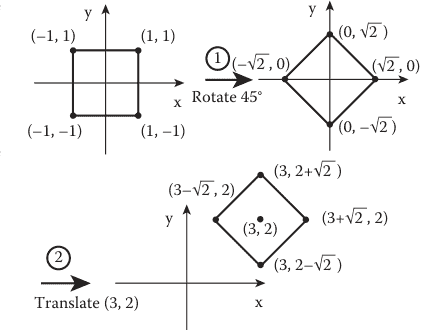 y
y
(0, √2 )
(−1, 1)
(1, 1)
1
(−√2 , 0)
(√2 , 0)
x
Rotate 45°
x
(−1, −1)
(1, −1)
(0, −√2 )
(3, 2+√2 )
(3−√2 , 2)
y
(3, 2)
(3+√2 , 2)
2
(3, 2−√2 )
Translate (3, 2)
x